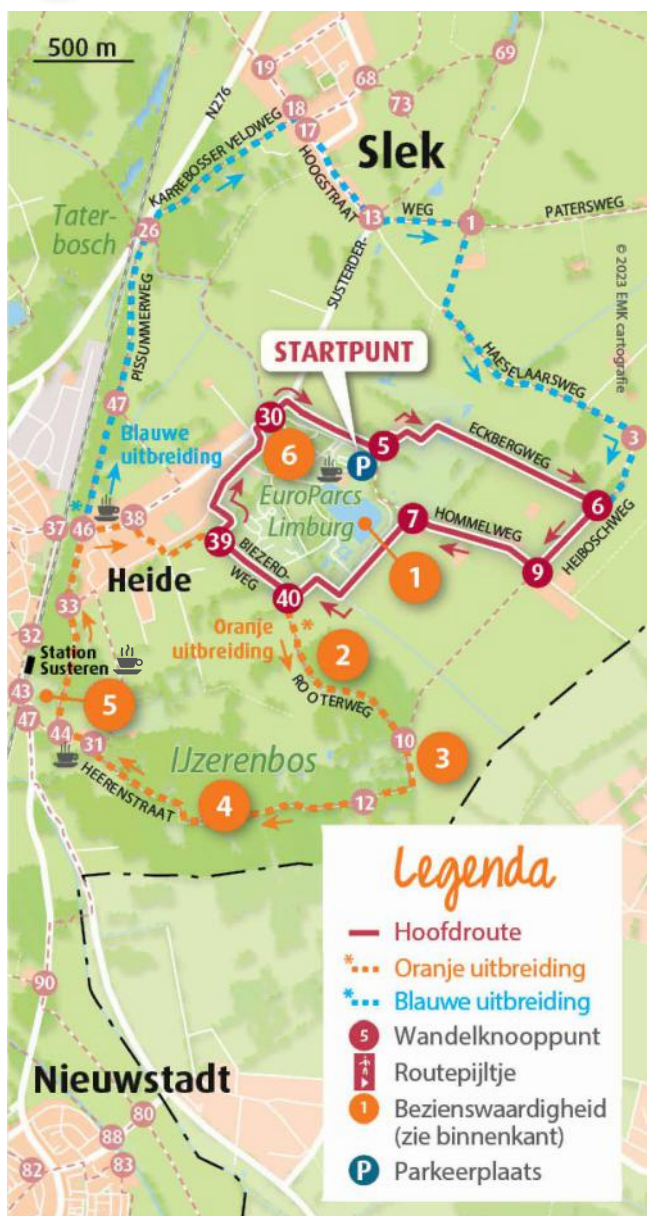 500 m
N276
19
68
69
18
73
17
KARREBOSSER VELDWEG
Slek
HOOGSTRAAT
Tater-
bosch
26
13
WEG
1
PATERSWEG
SUSTERDER-
© 2023 EMK cartografie
PISSUMMERWEG
STARTPUNT
HAESELAARSWEG
47
30
5
ECKBERGWEG
3
Blauwe
uitbreiding
6
P
EuroParcs
Limburg
7
HOMMELWEG
6
HEIBOSCHWEG
37
*
46
38
39
BIEZERD-
WEG
1
9
Heide
40
33
Oranje
uitbreiding
*
2
32
Station
Susteren
ROOTERWEG
43
5
47
44
31
10
3
IJzerenbos
HEERENSTRAAT
4
12
Legenda
Hoofdroute
* Oranje uitbreiding
* Blauwe uitbreiding
5 Wandelknooppunt
Routepijltje
1 Bezienswaardigheid
(zie binnenkant)
P Parkeerplaats
90
Nieuwstadt
80
88
82
83